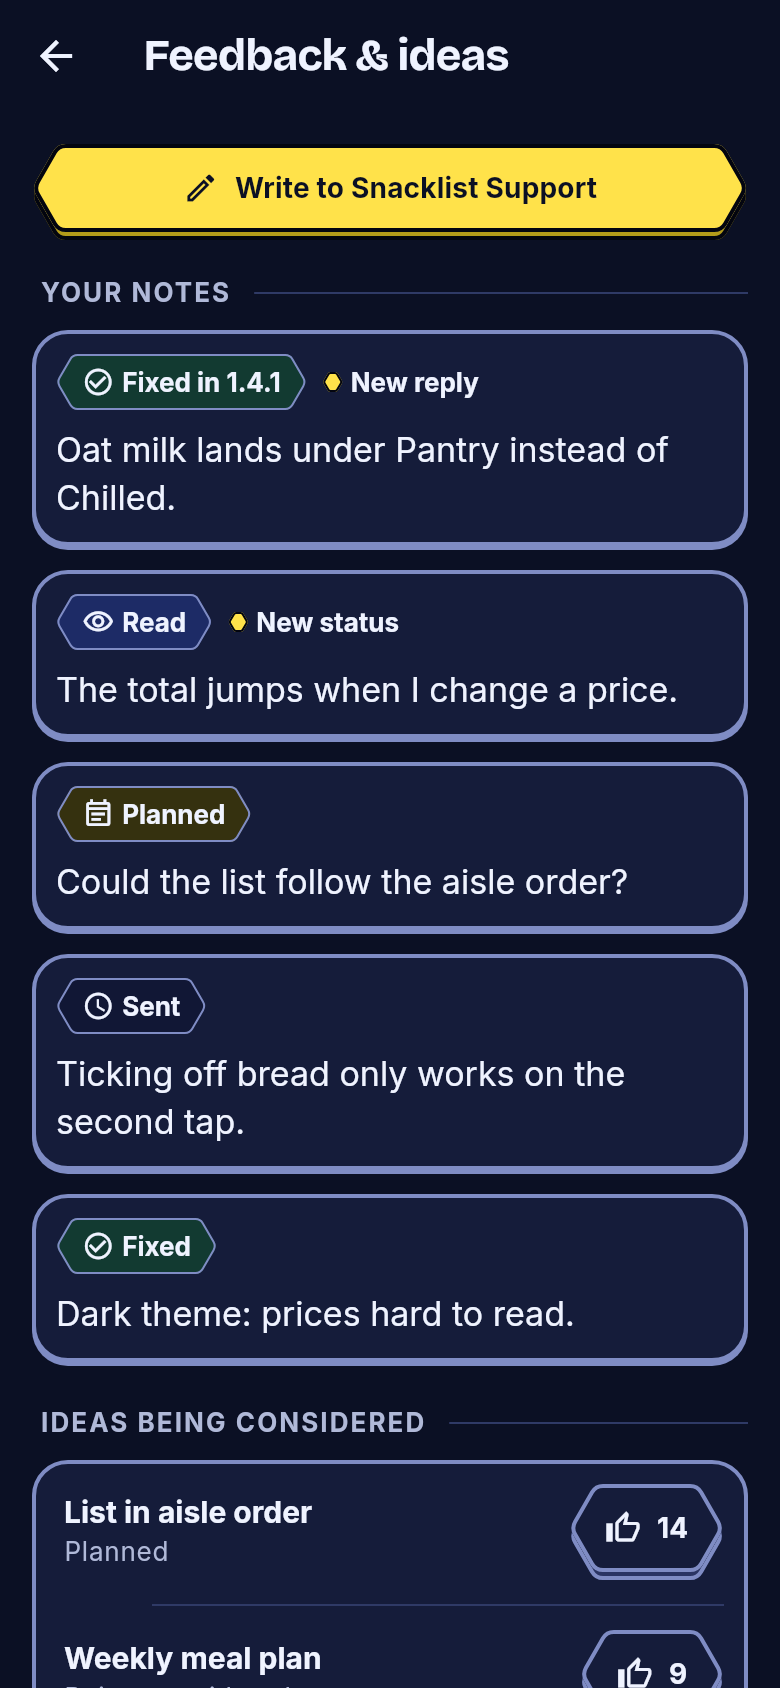 Feedback & ideas
Write to Snacklist Support
YOUR NOTES
Fixed in 1.4.1
New reply
Oat milk lands under Pantry instead of
Chilled.
Read
New status
The total jumps when I change a price.
Planned
Could the list follow the aisle order?
Sent
Ticking off bread only works on the
second tap.
Fixed
Dark theme: prices hard to read.
IDEAS BEING CONSIDERED
List in aisle order
14
Planned
Weekly meal plan
9